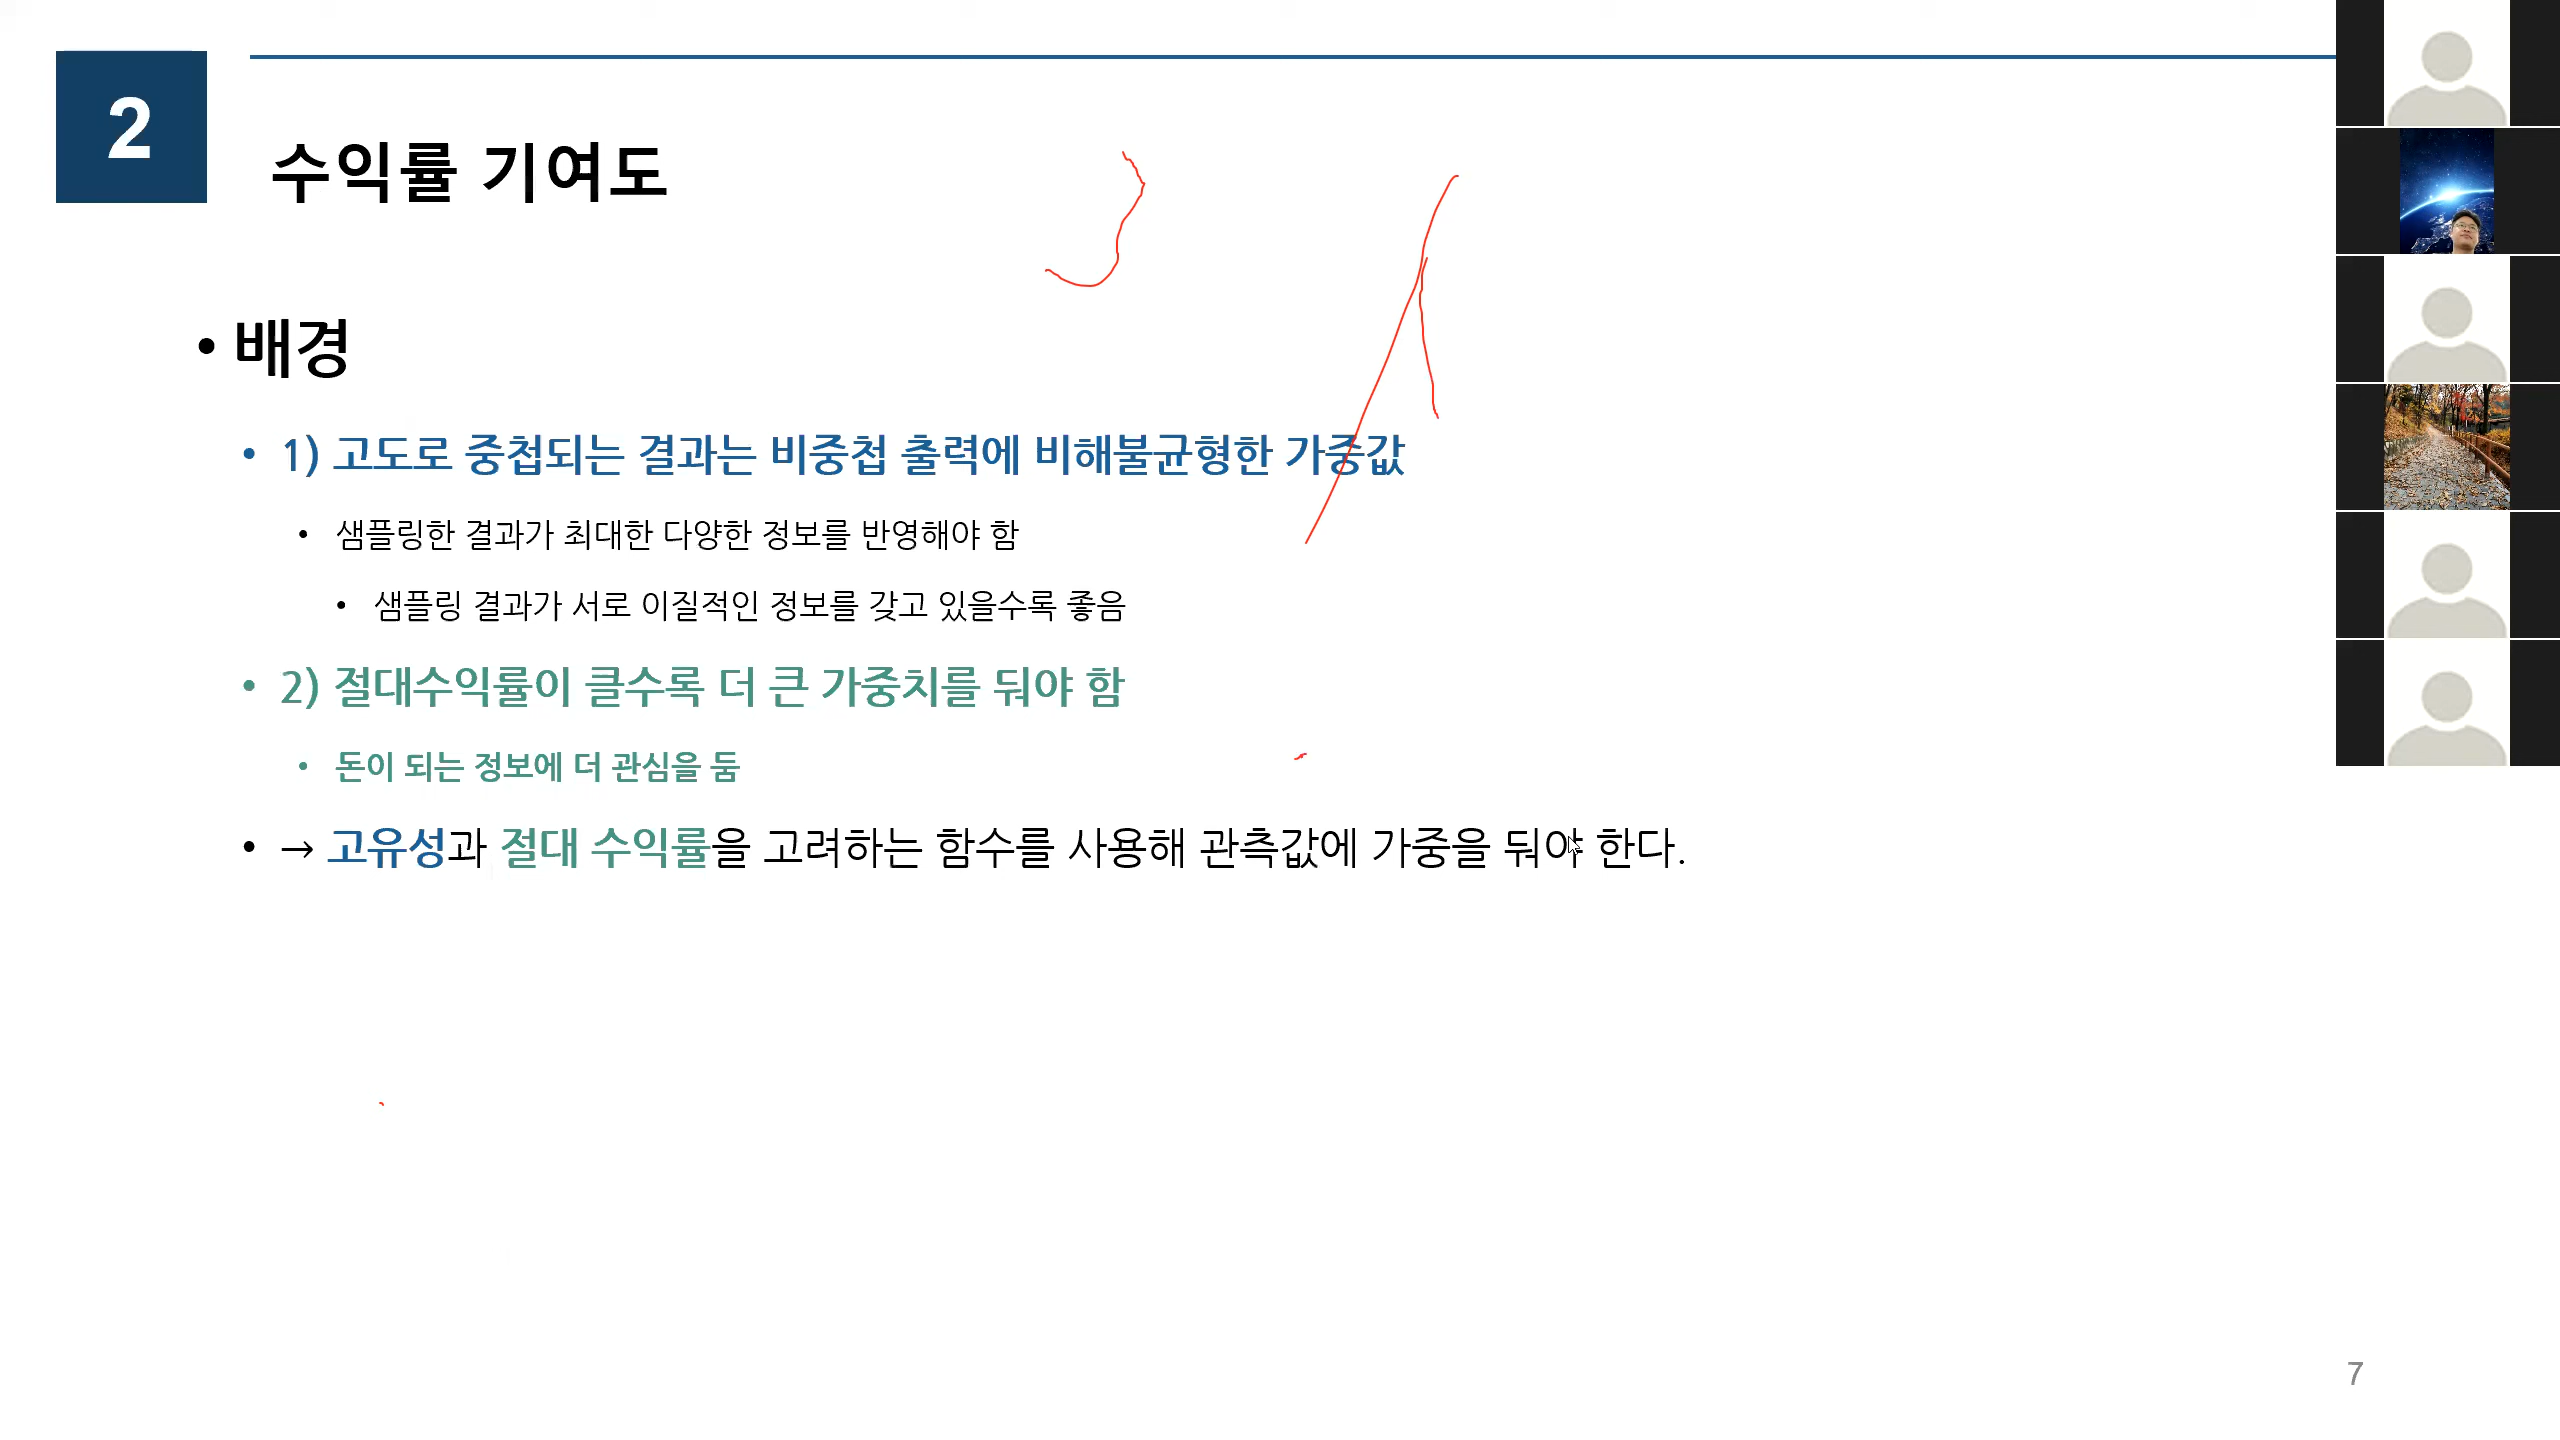 2
수익률 기여도
• 배경
• 1) 고도로 중첩되는 결과는 비중첩 출력에 비해불균형한 가중값
• 샘플링한 결과가 최대한 다양한 정보를 반영해야 함
• 샘플링 결과가 서로 이질적인 정보를 갖고 있을수록 좋음
• 2) 절대수익률이 클수록 더 큰 가중치를 둬야 함
• 돈이 되는 정보에 더 관심을 둠
• → 고유성과 절대 수익률을 고려하는 함수를 사용해 관측값에 가중을 둬야 한다.
7